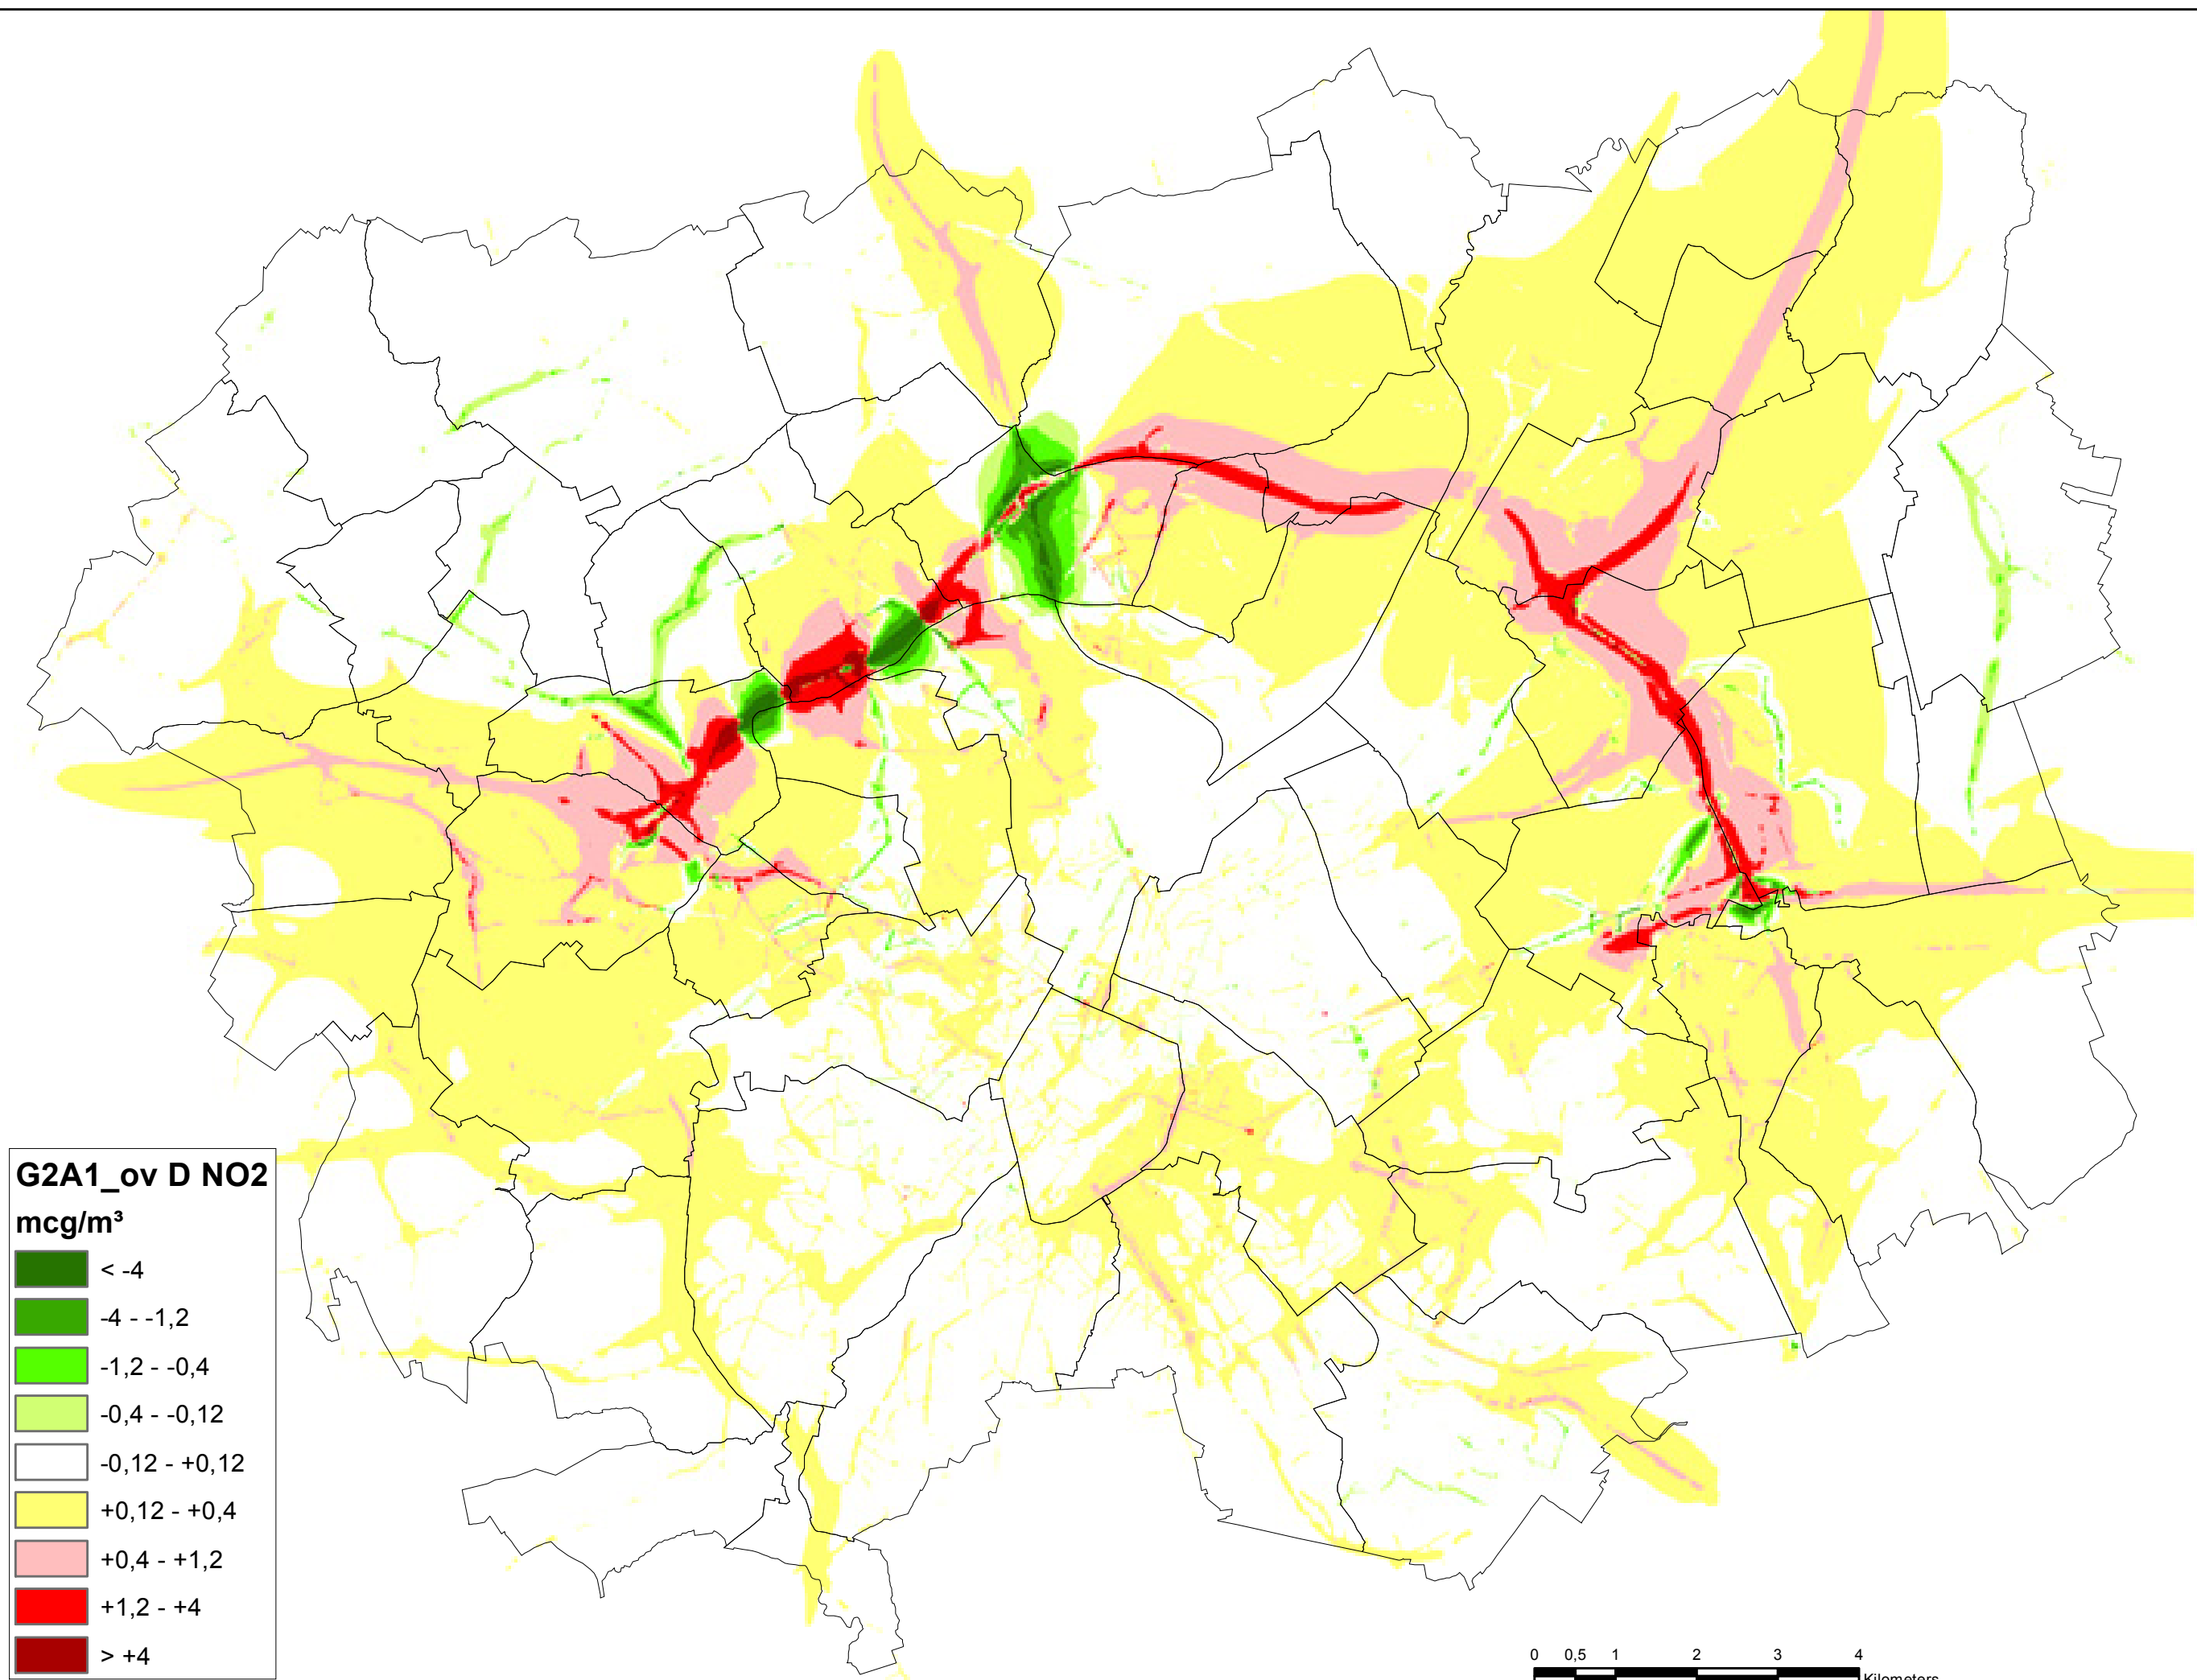 G2A1_ov D NO2
mcg/m³
< -4
-4 - -1,2
-1,2 - -0,4
-0,4 - -0,12
-0,12 - +0,12
+0,12 - +0,4
+0,4 - +1,2
+1,2 - +4
> +4
0 0,5 1 2 3 4
Kilometers